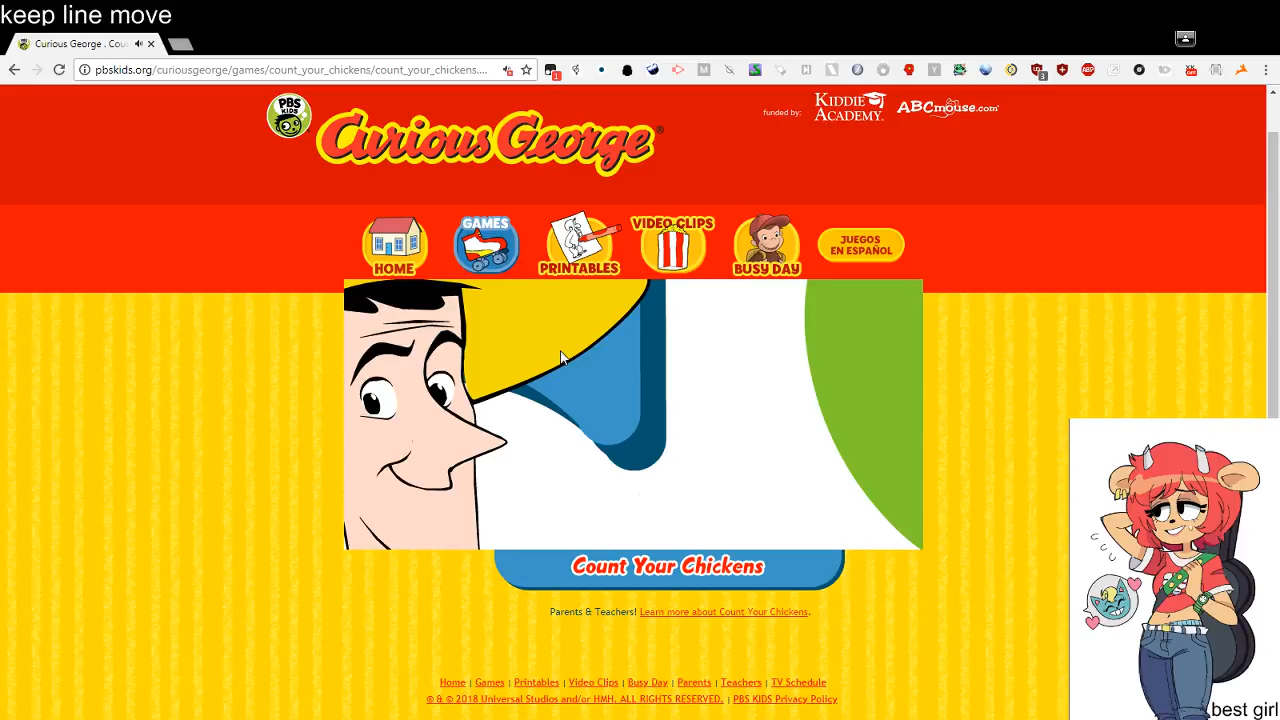 keep line move
Curious George . Cou
pbskids.org/curiousgeorge/games/count_your_chickens/count_your_chickens....
PBS
KIDS
Curious George®
funded by:
KIDDIE
ACADEMY®
ABCmouse.com®
HOME
GAMES
PRINTABLES
VIDEO CLIPS
BUSY DAY
JUEGOS
EN ESPAÑOL
Count Your Chickens
Parents & Teachers! Learn more about Count Your Chickens.
Home | Games | Printables | Video Clips | Busy Day | Parents | Teachers | TV Schedule
© & © 2018 Universal Studios and/or HMH. ALL RIGHTS RESERVED. | PBS KIDS Privacy Policy
best girl